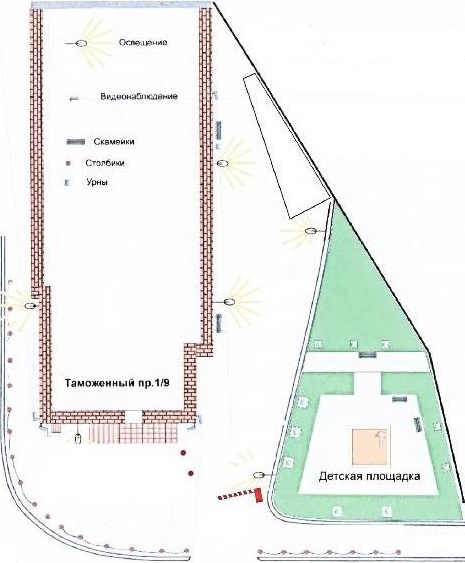 Освещение
Видеонаблюдение
Скамейки
Столбики
Урны
Таможенный пр.1/9
Детская площадка